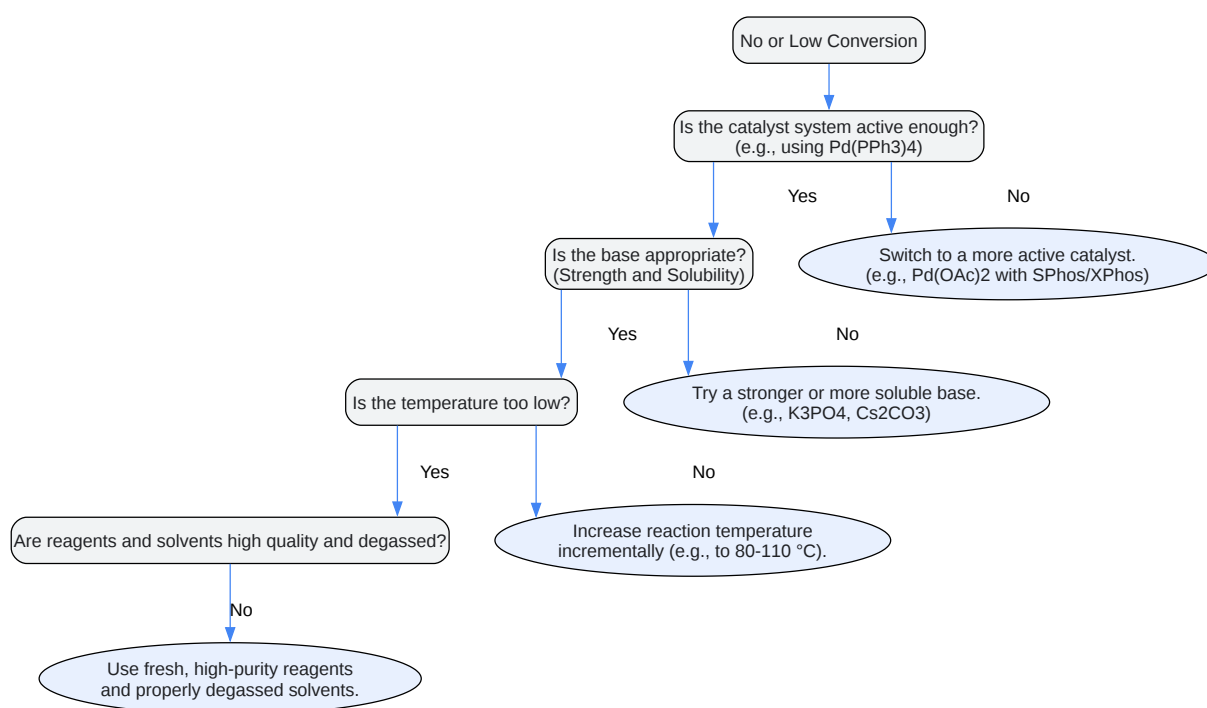 No or Low Conversion
Is the catalyst system active enough?
(e.g., using Pd(PPh3)4)
Yes
No
Is the base appropriate?
(Strength and Solubility)
Switch to a more active catalyst.
(e.g., Pd(OAc)2 with SPhos/XPhos)
Yes
No
Is the temperature too low?
Try a stronger or more soluble base.
(e.g., K3PO4, Cs2CO3)
Yes
No
Are reagents and solvents high quality and degassed?
Increase reaction temperature
incrementally (e.g., to 80-110 °C).
No
Use fresh, high-purity reagents
and properly degassed solvents.